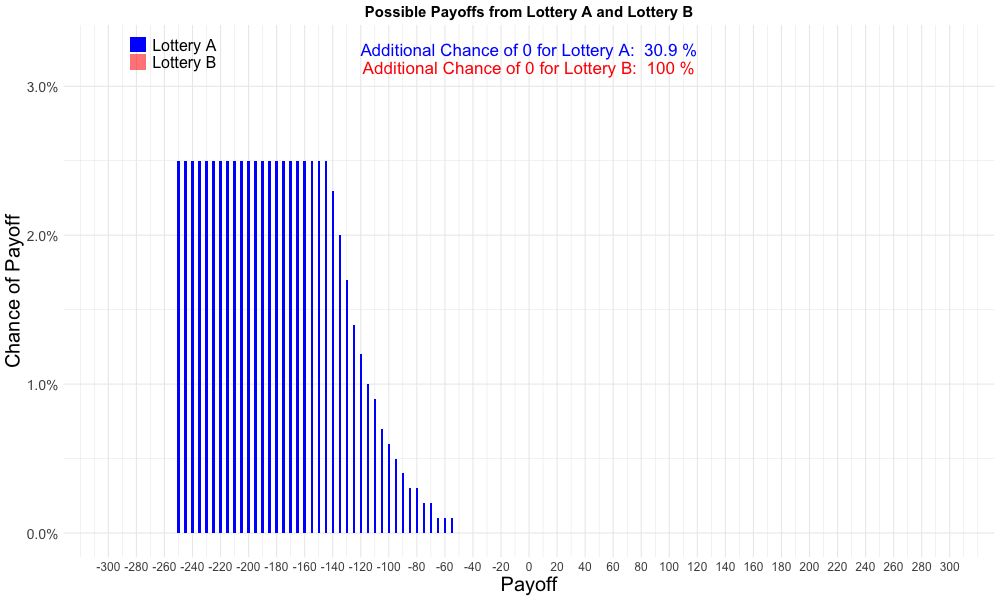 Possible Payoffs from Lottery A and Lottery B
Lottery A
Lottery B
Additional Chance of 0 for Lottery A:  30.9 %
Additional Chance of 0 for Lottery B:  100 %
Chance of Payoff
3.0%
2.0%
1.0%
0.0%
-300 -280 -260 -240 -220 -200 -180 -160 -140 -120 -100 -80 -60 -40 -20 0 20 40 60 80 100 120 140 160 180 200 220 240 260 280 300
Payoff